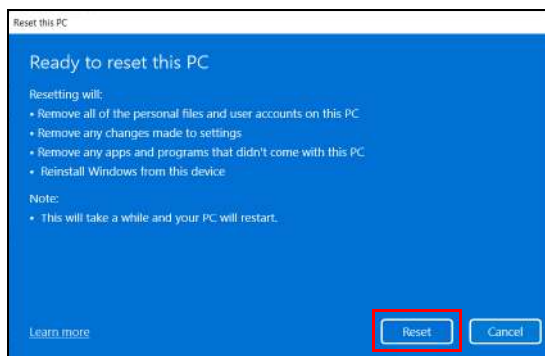 Reset this PC
Ready to reset this PC
Resetting will:
• Remove all of the personal files and user accounts on this PC
• Remove any changes made to settings
• Remove any apps and programs that didn't come with this PC
• Reinstall Windows from this device
Note:
• This will take a while and your PC will restart.
Learn more
Reset
Cancel